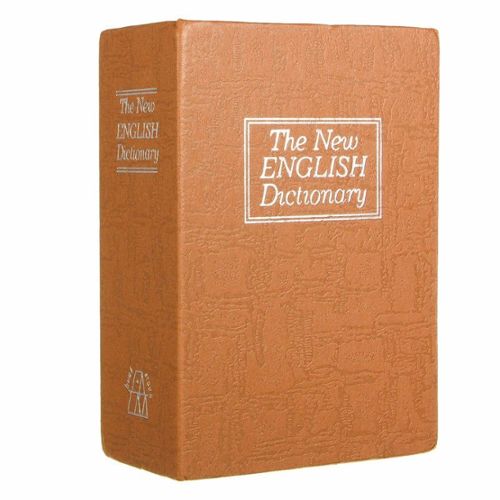 The New
ENGLISH
Dictionary
The New
ENGLISH
Dictionary